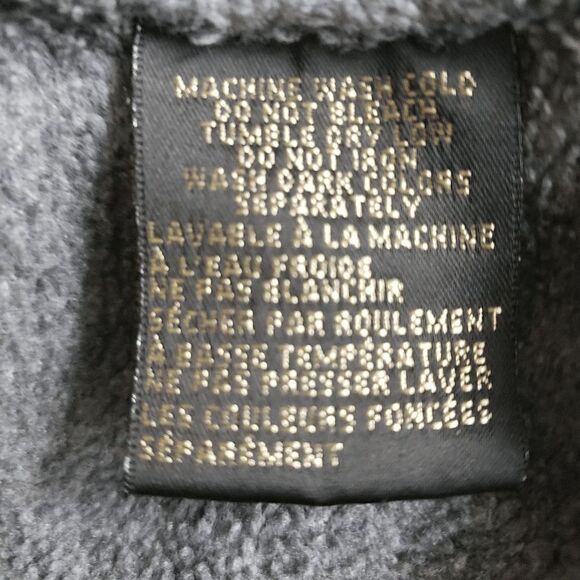 MACHINE WASH COLD
DO NOT BLEACH
TUMBLE DRY LOW
DO NOT IRON
WASH DARK COLORS
SEPARATELY
LAVABLE À LA MACHINE
À L'EAU FROIDE
NE PAS BLANCHIR
SÉCHER PAR ROULEMENT
À BASSE TEMPÉRATURE
NE PES PRESSER LAVER
LES COULEURS FONCÉES
SÉPARÉMENT